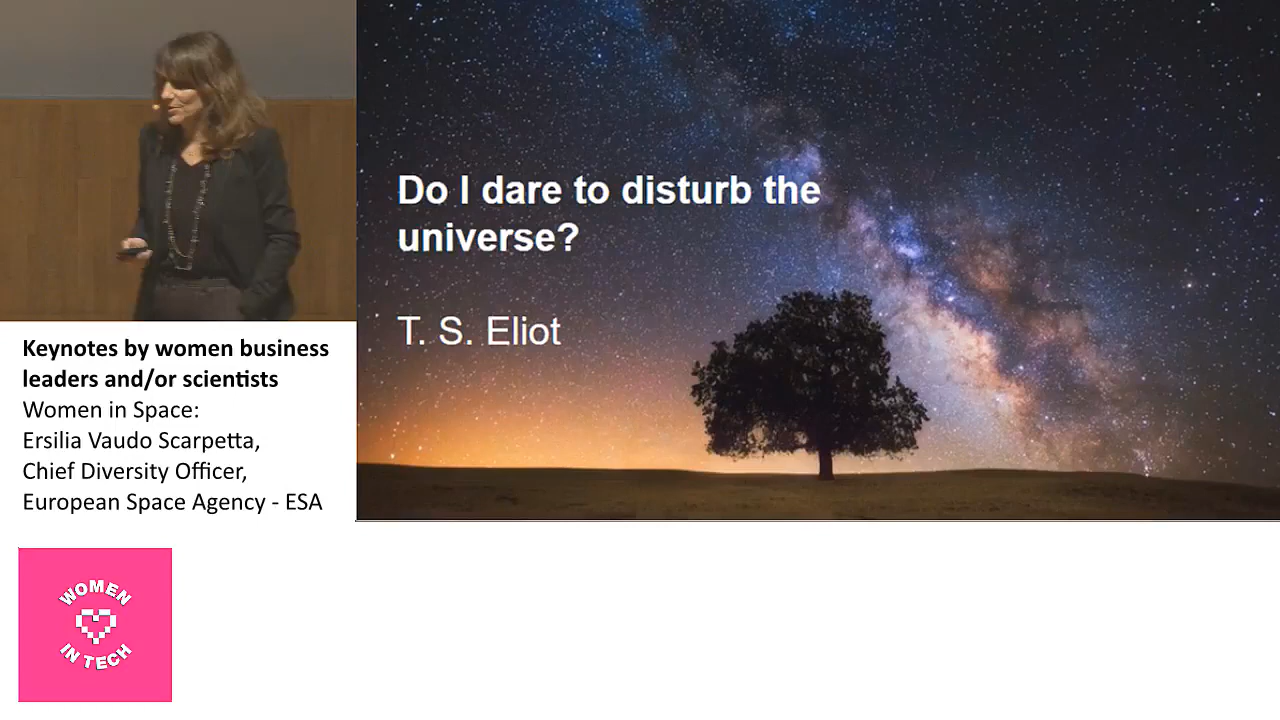 Do I dare to disturb the
universe?
T. S. Eliot
Keynotes by women business
leaders and/or scientists
Women in Space:
Ersilia Vaudo Scarpetta,
Chief Diversity Officer,
European Space Agency - ESA
WOMEN
IN TECH